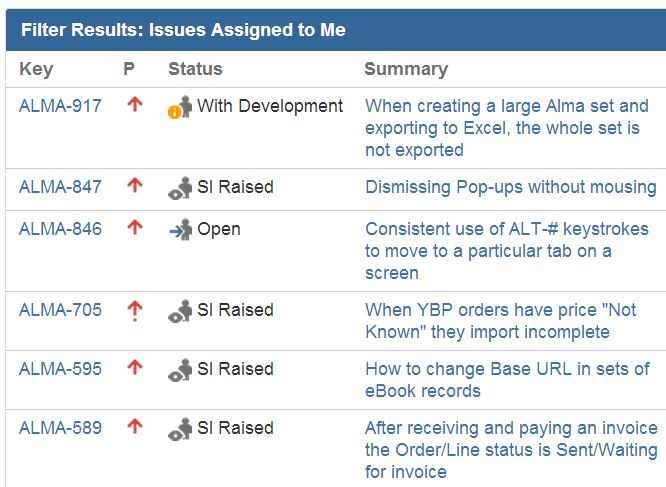 Filter Results: Issues Assigned to Me
Key P Status Summary
ALMA-917 With Development When creating a large Alma set and
exporting to Excel, the whole set is
not exported
ALMA-847 SI Raised Dismissing Pop-ups without mousing
ALMA-846 Open Consistent use of ALT-# keystrokes
to move to a particular tab on a
screen
ALMA-705 SI Raised When YBP orders have price "Not
Known" they import incomplete
ALMA-595 SI Raised How to change Base URL in sets of
eBook records
ALMA-589 SI Raised After receiving and paying an invoice
the Order/Line status is Sent/Waiting
for invoice